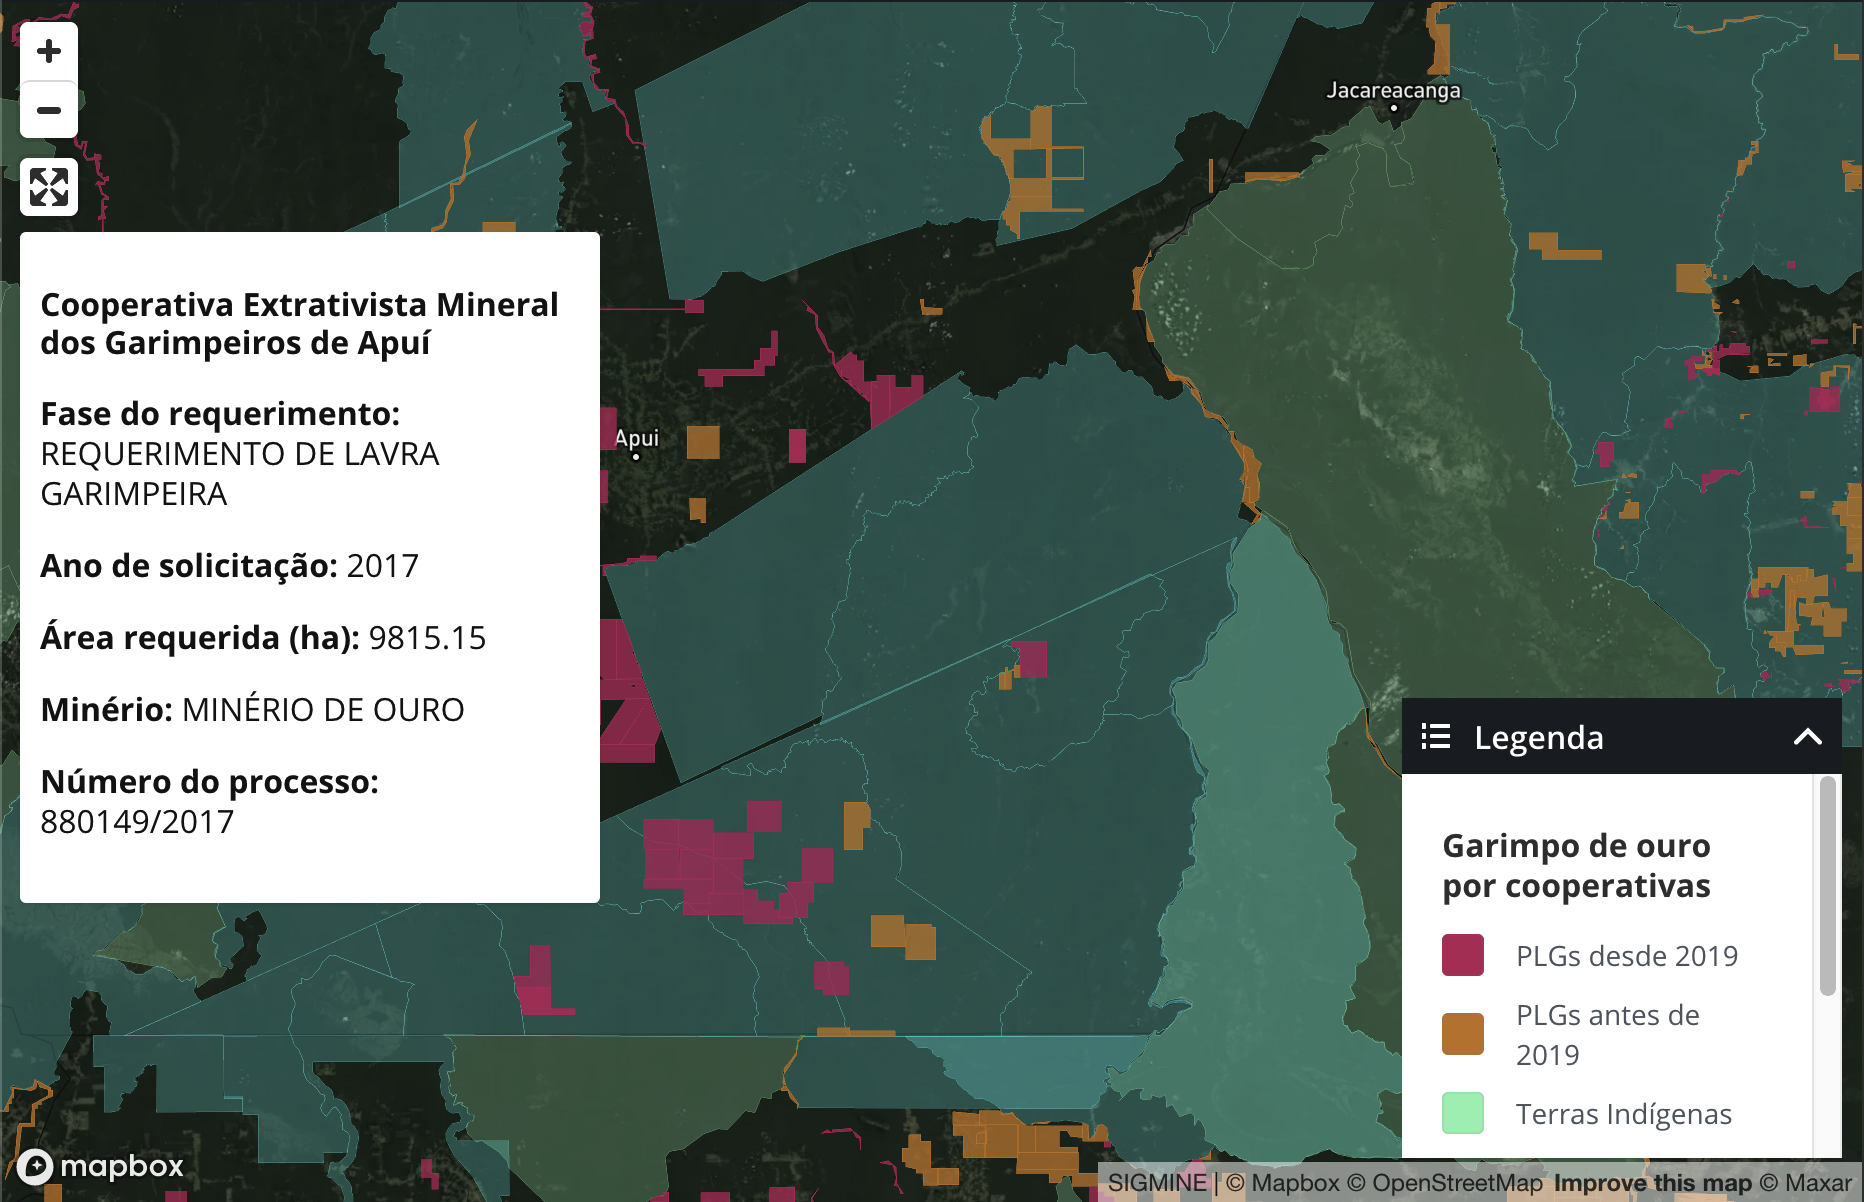 +
−
Jacareacanga
Cooperativa Extrativista Mineral
dos Garimpeiros de Apuí
Fase do requerimento:
REQUERIMENTO DE LAVRA
GARIMPEIRA
Ano de solicitação: 2017
Área requerida (ha): 9815.15
Minério: MINÉRIO DE OURO
Número do processo:
880149/2017
Apui
Legenda
Garimpo de ouro
por cooperativas
PLGs desde 2019
PLGs antes de
2019
Terras Indígenas
mapbox
SIGMINE | © Mapbox © OpenStreetMap Improve this map © Maxar